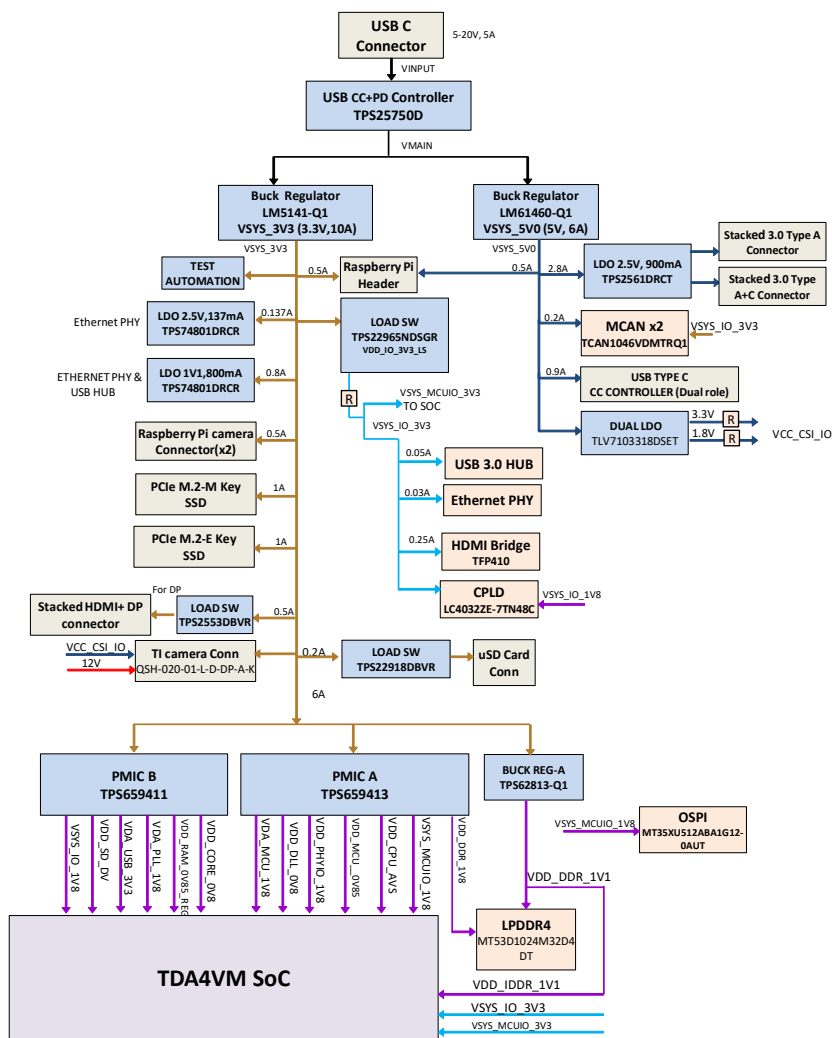 USB C
Connector
5-20V, 5A
VINPUT
USB CC+PD Controller
TPS25750D
VMAIN
Buck Regulator
LM5141-Q1
VSYS_3V3 (3.3V,10A)
Buck Regulator
LM61460-Q1
VSYS_5V0 (5V, 6A)
VSYS_3V3
VSYS_5V0
TEST
AUTOMATION
0.5A
Raspberry Pi
Header
0.5A
2.8A
LDO 2.5V, 900mA
TPS2561DRCT
Stacked 3.0 Type A
Connector
Stacked 3.0 Type
A+C Connector
Ethernet PHY
LDO 2.5V,137mA
TPS74801DRCR
0.137A
LOAD SW
TPS22965NDSGR
VDD_IO_3V3_LS
0.2A
MCAN x2
TCAN1046VDMTRQ1
VSYS_IO_3V3
ETHERNET PHY &
USB HUB
LDO 1V1,800mA
TPS74801DRCR
0.8A
R
VSYS_MCUIO_3V3
TO SOC
VSYS_IO_3V3
0.9A
USB TYPE C
CC CONTROLLER (Dual role)
DUAL LDO
TLV7103318DSET
3.3V
R
1.8V
R
VCC_CSI_IO
Raspberry Pi camera
Connector(x2)
0.5A
0.05A
USB 3.0 HUB
PCIe M.2-M Key
SSD
1A
0.03A
Ethernet PHY
PCIe M.2-E Key
SSD
1A
0.25A
HDMI Bridge
TFP410
CPLD
LC4032ZE-7TN48C
VSYS_IO_1V8
For DP
Stacked HDMI+ DP
connector
LOAD SW
TPS2553DBVR
0.5A
VCC_CSI_IO
12V
TI camera Conn
QSH-020-01-L-D-DP-A-K
0.2A
LOAD SW
TPS22918DBVR
uSD Card
Conn
6A
PMIC B
TPS659411
PMIC A
TPS659413
BUCK REG-A
TPS62813-Q1
VSYS_MCUIO_1V8
OSPI
MT35XU512ABA1G12-
0AUT
VSYS_IO_1V8
VDD_SD_DV
VDA_USB_3V3
VDA_PLL_1V8
VDD_RAM_0V85_REG
VDD_CORE_0V8
VDA_MCU_1V8
VDD_DLL_0V8
VDD_PHYIO_1V8
VDD_MCU__0V85
VDD_CPU_AVS
VSYS_MCUIO_1V8
VDD_DDR_1V8
VDD_DDR_1V1
LPDDR4
MT53D1024M32D4
DT
TDA4VM SoC
VDD_IDDR_1V1
VSYS_IO_3V3
VSYS_MCUIO_3V3